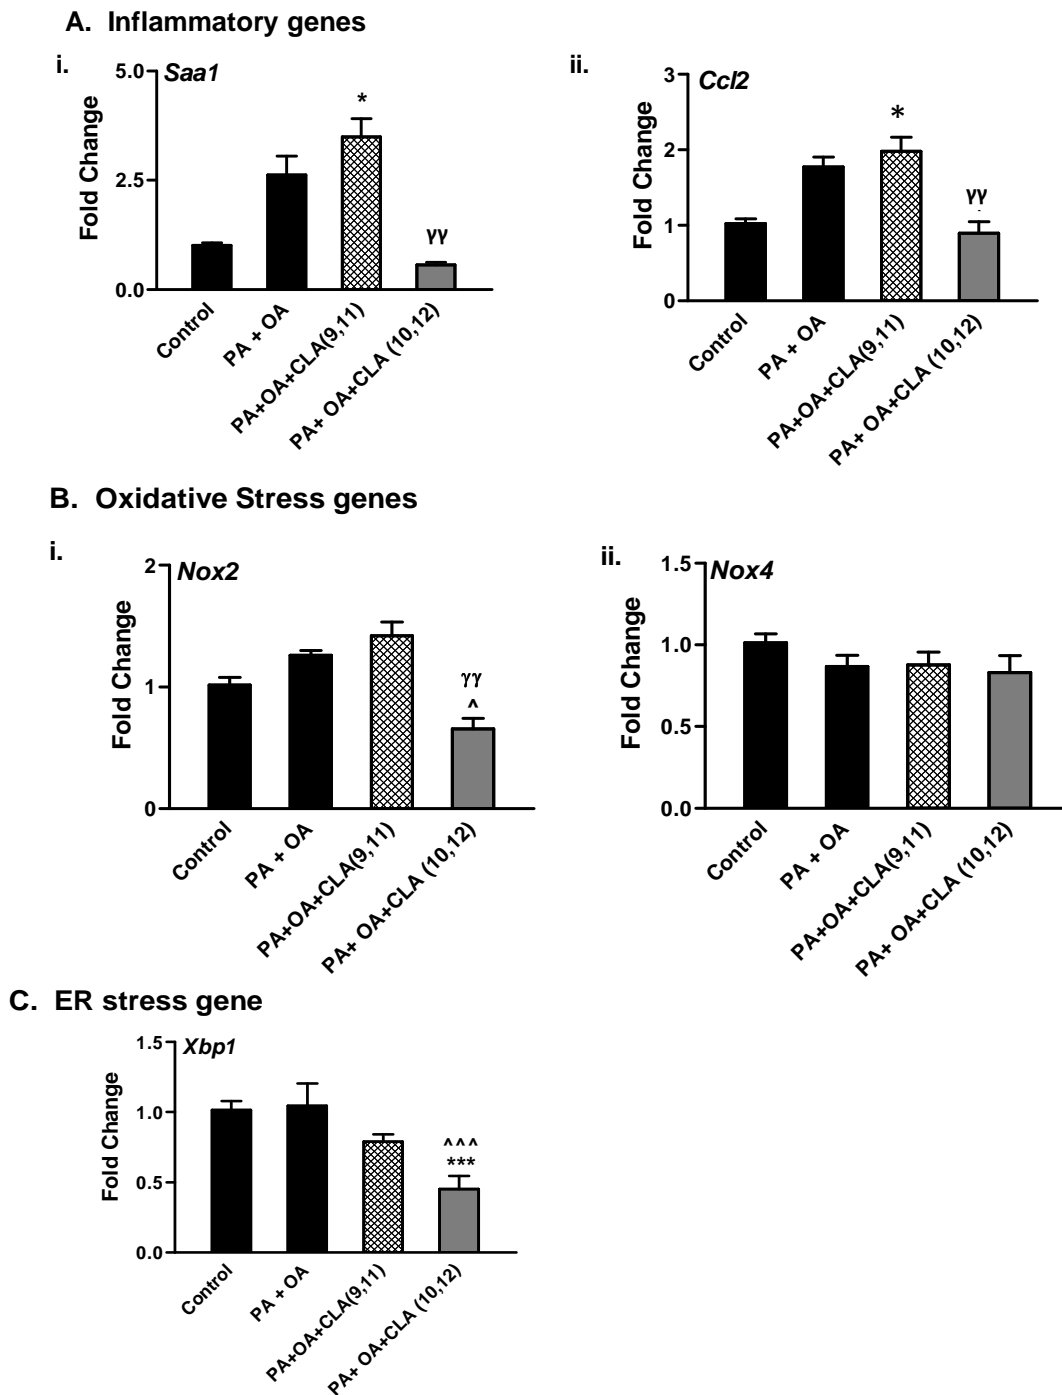 A. Inflammatory genes
i.
Saa1
Fold Change
5.0
2.5
0.0
*
γγ
Control
PA + OA
PA+OA+CLA(9,11)
PA+ OA+CLA (10,12)
ii.
Ccl2
Fold Change
3
2
1
0
*
γγ
Control
PA + OA
PA+OA+CLA(9,11)
PA+ OA+CLA (10,12)
B. Oxidative Stress genes
i.
Nox2
Fold Change
2
1
0
γγ
^
Control
PA + OA
PA+OA+CLA(9,11)
PA+ OA+CLA (10,12)
ii.
Nox4
Fold Change
1.5
1.0
0.5
0.0
Control
PA + OA
PA+OA+CLA(9,11)
PA+ OA+CLA (10,12)
C. ER stress gene
Xbp1
Fold Change
1.5
1.0
0.5
0.0
^^^
***
Control
PA + OA
PA+OA+CLA(9,11)
PA+ OA+CLA (10,12)